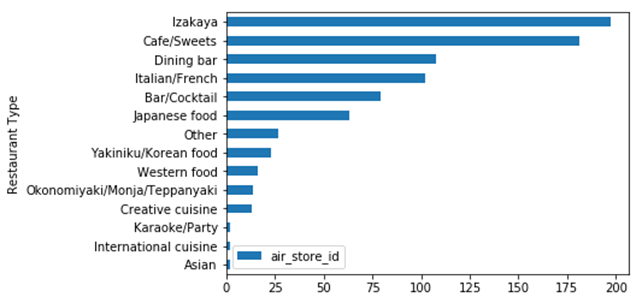 Restaurant Type
Izakaya
Cafe/Sweets
Dining bar
Italian/French
Bar/Cocktail
Japanese food
Other
Yakiniku/Korean food
Western food
Okonomiyaki/Monja/Teppanyaki
Creative cuisine
Karaoke/Party
International cuisine
Asian
air_store_id
0 25 50 75 100 125 150 175 200